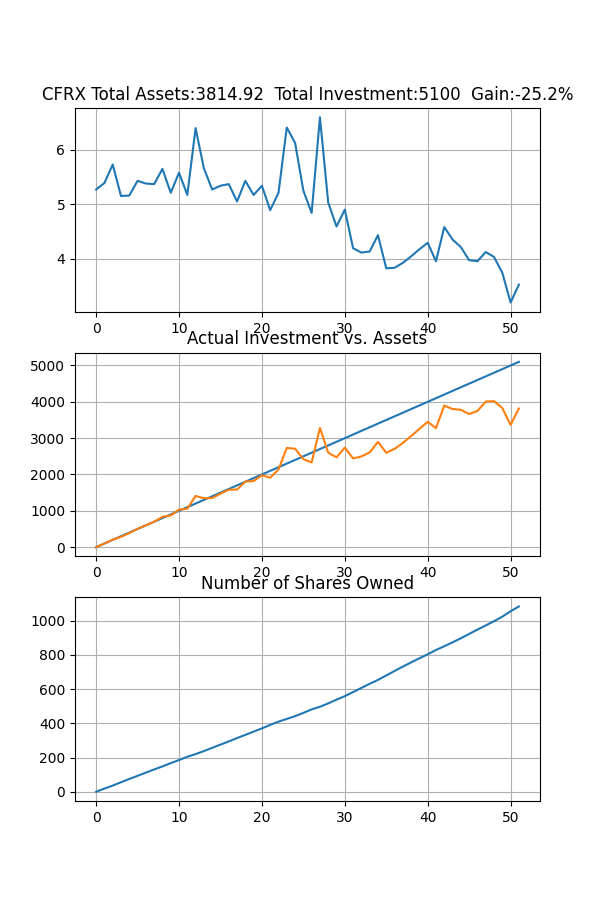 CFRX Total Assets:3814.92  Total Investment:5100  Gain:-25.2%
6
5
4
0 10 20 30 40 50
Actual Investment vs. Assets
5000
4000
3000
2000
1000
0
0 10 20 30 40 50
Number of Shares Owned
1000
800
600
400
200
0
0 10 20 30 40 50